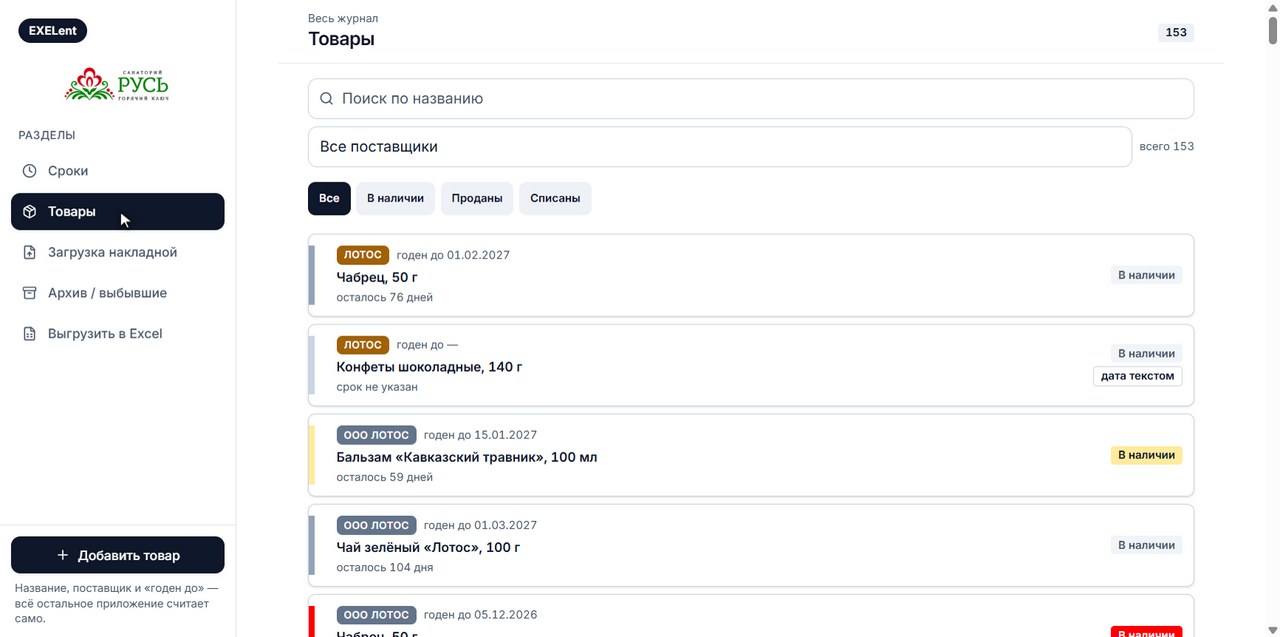 EXELent
САНАТОРИЙ
РУСЬ
ГОРЯЧИЙ КЛЮЧ
РАЗДЕЛЫ
Сроки
Товары
Загрузка накладной
Архив / выбывшие
Выгрузить в Excel
+ Добавить товар
Название, поставщик и «годен до» —
всё остальное приложение считает
само.
Весь журнал
Товары
153
Поиск по названию
Все поставщики
всего 153
Все
В наличии
Проданы
Списаны
ЛОТОС годен до 01.02.2027
Чабрец, 50 г
осталось 76 дней
В наличии
ЛОТОС годен до —
Конфеты шоколадные, 140 г
срок не указан
В наличии
дата текстом
ООО ЛОТОС годен до 15.01.2027
Бальзам «Кавказский травник», 100 мл
осталось 59 дней
В наличии
ООО ЛОТОС годен до 01.03.2027
Чай зелёный «Лотос», 100 г
осталось 104 дня
В наличии
ООО ЛОТОС годен до 05.12.2026
Чабрец, 50 г
В наличии